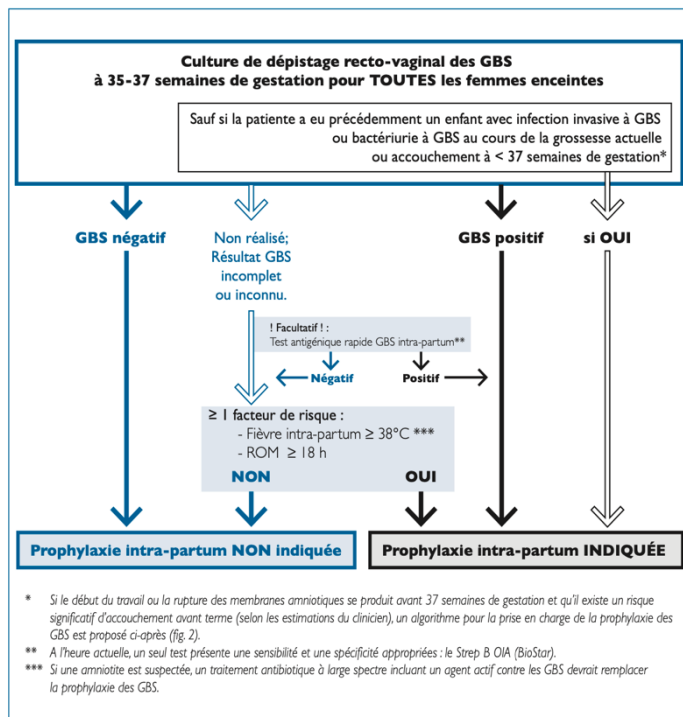 Culture de dépistage recto-vaginal des GBS
à 35-37 semaines de gestation pour TOUTES les femmes enceintes
Sauf si la patiente a eu précédemment un enfant avec infection invasive à GBS
ou bactériurie à GBS au cours de la grossesse actuelle
ou accouchement à < 37 semaines de gestation*
GBS négatif
Non réalisé;
Résultat GBS
incomplet
ou inconnu.
GBS positif
si OUI
! Facultatif ! :
Test antigénique rapide GBS intra-partum**
Négatif
Positif
≥ 1 facteur de risque :
- Fièvre intra-partum ≥ 38°C ***
- ROM ≥ 18 h
NON
OUI
Prophylaxie intra-partum NON indiquée
Prophylaxie intra-partum INDIQUÉE
* Si le début du travail ou la rupture des membranes amniotiques se produit avant 37 semaines de gestation et qu'il existe un risque
significatif d'accouchement avant terme (selon les estimations du clinicien), un algorithme pour la prise en charge de la prophylaxie des
GBS est proposé ci-après (fig. 2).
** A l'heure actuelle, un seul test présente une sensibilité et une spécificité appropriées : le Strep B OIA (BioStar).
*** Si une amniotite est suspectée, un traitement antibiotique à large spectre incluant un agent actif contre les GBS devrait remplacer
la prophylaxie des GBS.